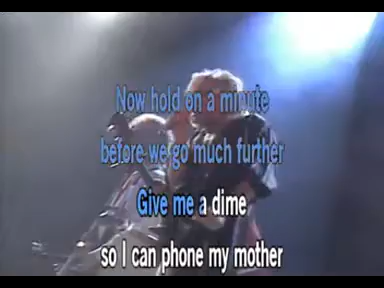 Now hold on a minute
before we go much further
Give me a dime
so I can phone my mother